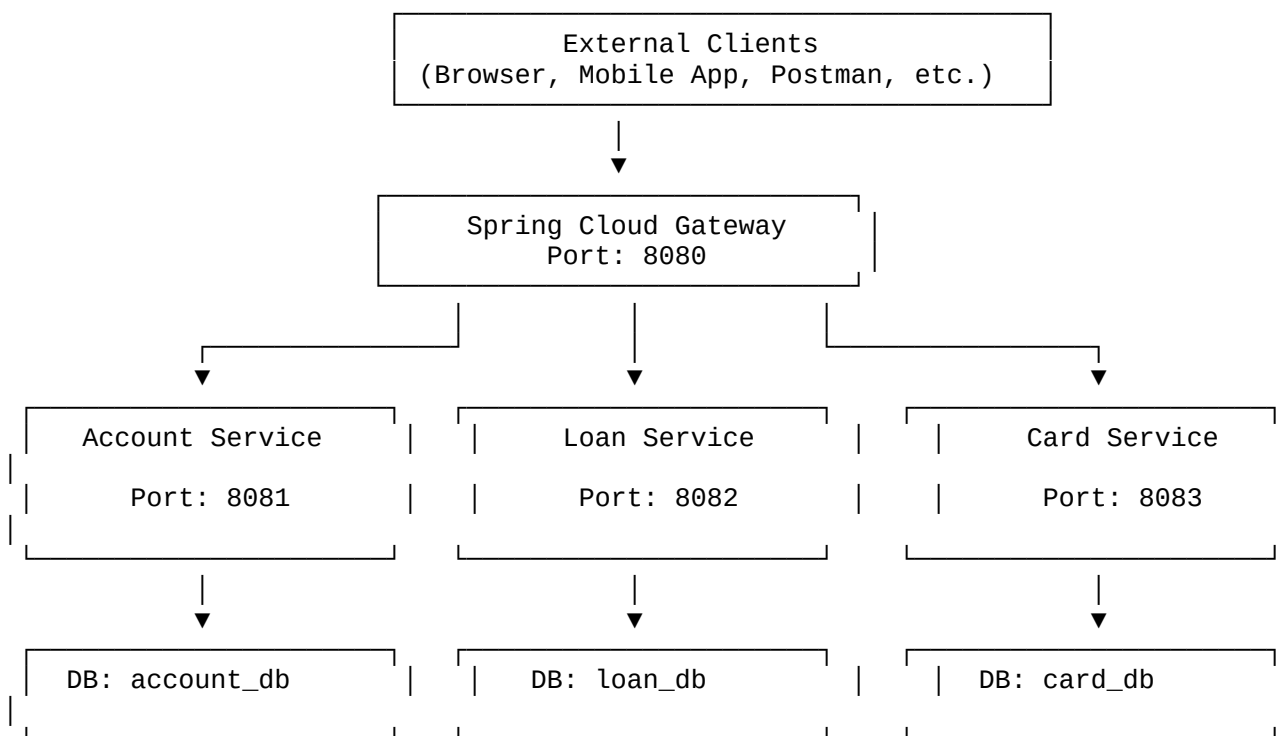 External Clients
(Browser, Mobile App, Postman, etc.)
Spring Cloud Gateway
Port: 8080
Account Service
Loan Service
Card Service
Port: 8081
Port: 8082
Port: 8083
DB: account_db
DB: loan_db
DB: card_db